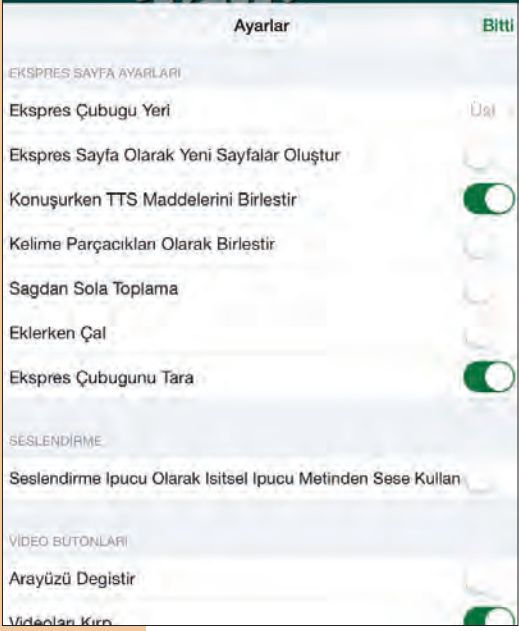 Ayarlar Bitti
EKSPRES SAYFA AYARLARI
Ekspres Çubugu Yeri Üst
Ekspres Sayfa Olarak Yeni Sayfalar Oluştur
Konuşurken TTS Maddelerini Birlestir
Kelime Parçacıkları Olarak Birlestir
Sagdan Sola Toplama
Eklerken Çal
Ekspres Çubugunu Tara
SESLENDİRME
Seslendirme Ipucu Olarak Isitsel Ipucu Metinden Sese Kullan
VİDEO BUTONLARI
Arayüzü Degistir
Videoları Kırp